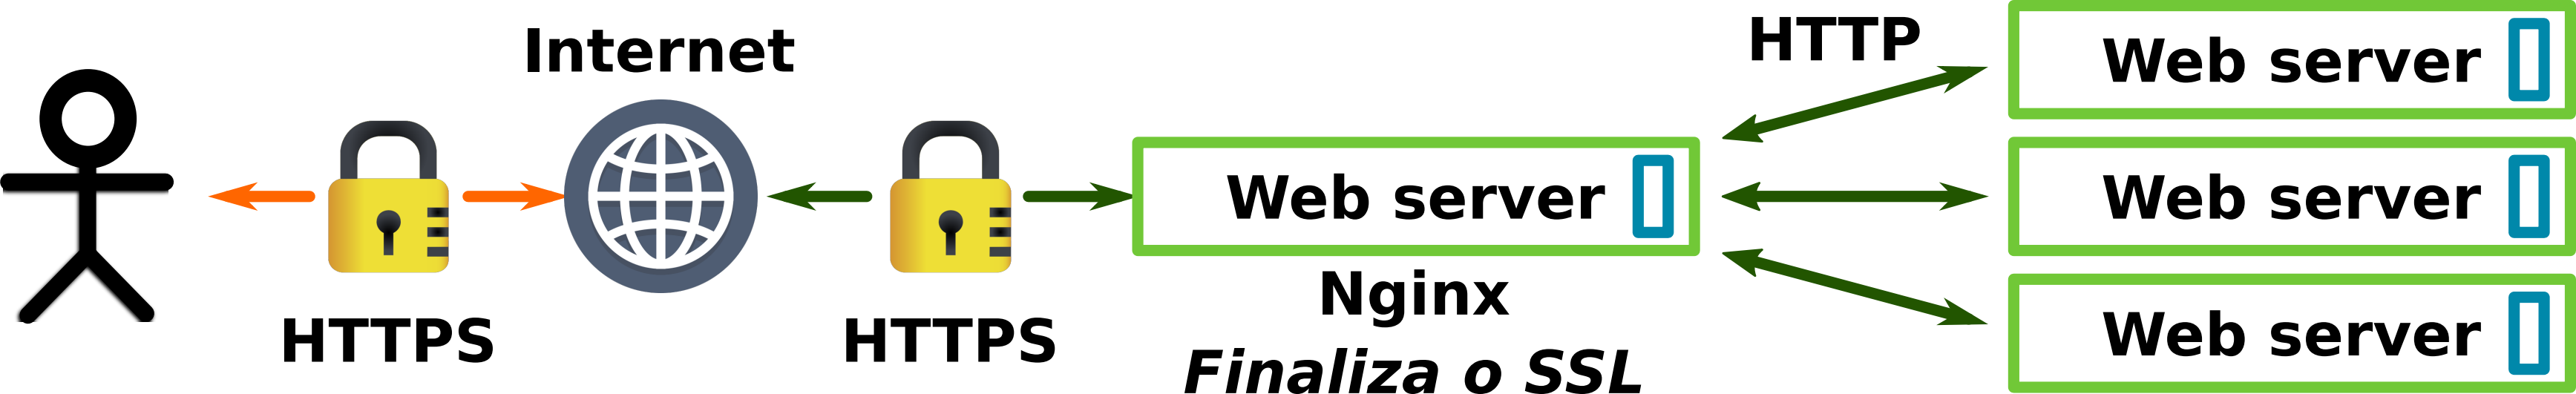 Internet
HTTPS
HTTPS
Web server
Nginx
Finaliza o SSL
HTTP
Web server
Web server
Web server